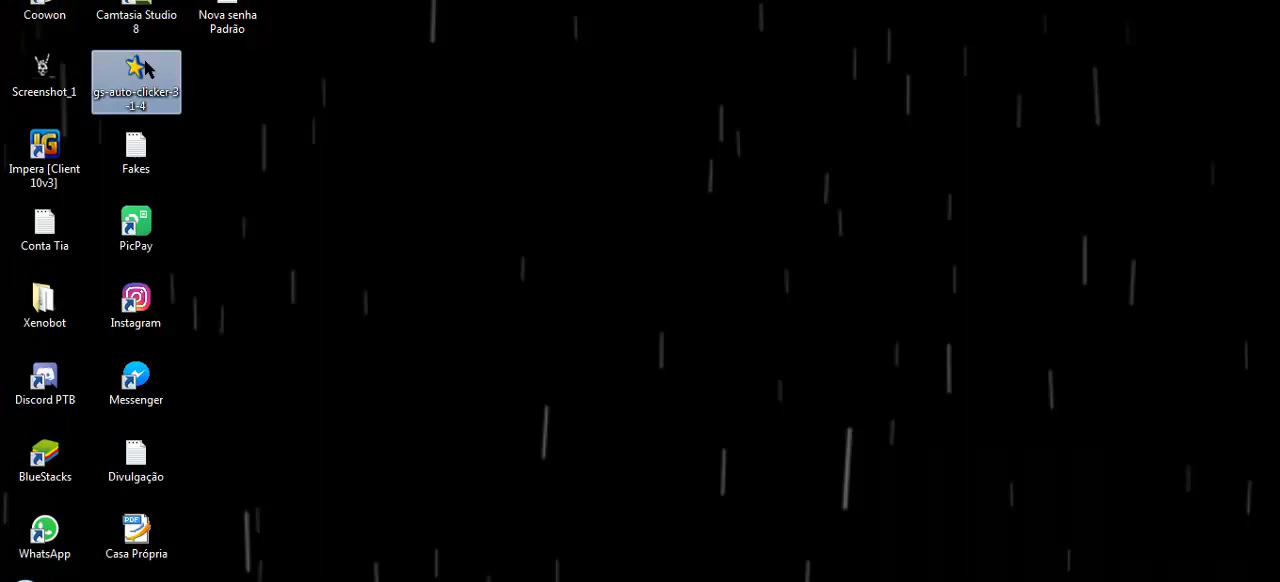 Coowon
Camtasia Studio
8
Nova senha
Padrão
Screenshot_1
gs-auto-clicker-3
-1-4
Impera [Client
10v3]
Fakes
Conta Tia
PicPay
Xenobot
Instagram
Discord PTB
Messenger
BlueStacks
Divulgação
WhatsApp
PDF
Casa Própria